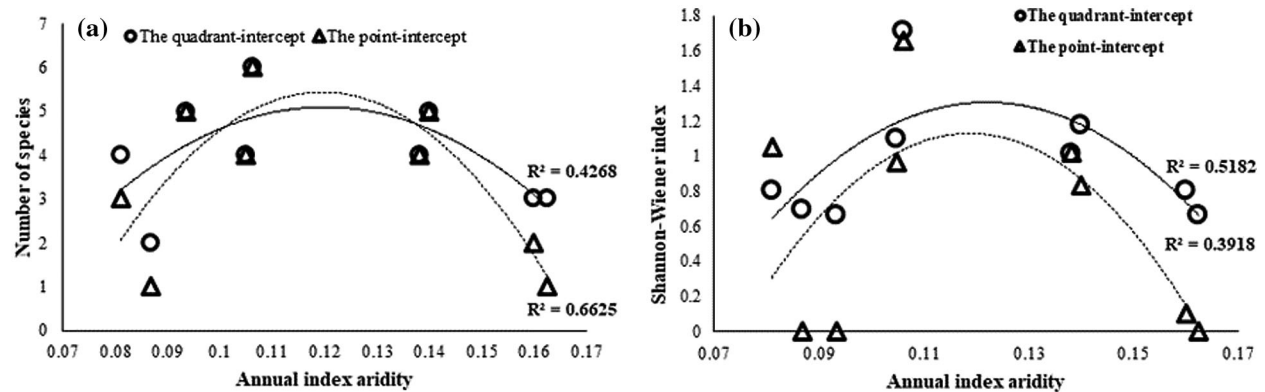 (a)
The quadrant-intercept The point-intercept
Number of species
7
6
5
4
3
2
1
0
R² = 0.4268
R² = 0.6625
0.07 0.08 0.09 0.10 0.11 0.12 0.13 0.14 0.15 0.16 0.17
Annual index aridity
(b)
The quadrant-intercept
The point-intercept
Shannon-Wiener index
1.8
1.6
1.4
1.2
1
0.8
0.6
0.4
0.2
0
R² = 0.5182
R² = 0.3918
0.07 0.09 0.11 0.13 0.15 0.17
Annual index aridity